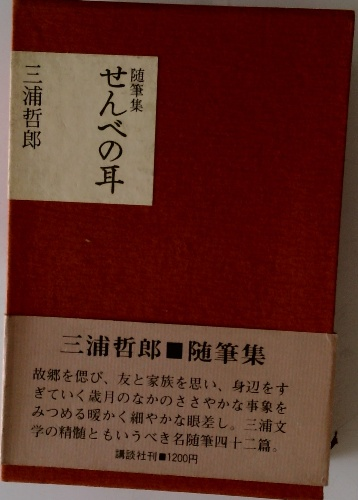 随筆集
せんべの耳
三浦哲郎
三浦哲郎■随筆集
故郷を偲び、友と家族を思い、身辺をす
ぎていく歳月のなかのささやかな事象を
みつめる暖かく細やかな眼差し。三浦文
学の精髄ともいうべき名随筆四十二篇。
講談社刊■1200円